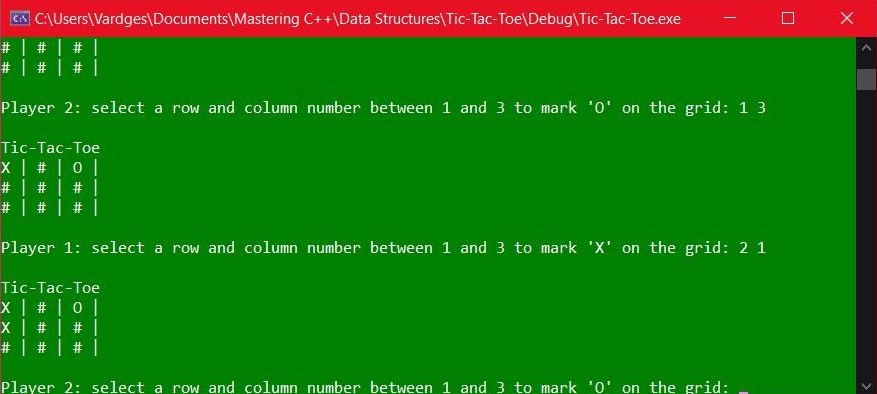 C:\Users\Vardges\Documents\Mastering C++\Data Structures\Tic-Tac-Toe\Debug\Tic-Tac-Toe.exe
# | # | # |
# | # | # |
Player 2: select a row and column number between 1 and 3 to mark 'O' on the grid: 1 3
Tic-Tac-Toe
X | # | O |
# | # | # |
# | # | # |
Player 1: select a row and column number between 1 and 3 to mark 'X' on the grid: 2 1
Tic-Tac-Toe
X | # | O |
X | # | # |
# | # | # |
Player 2: select a row and column number between 1 and 3 to mark 'O' on the grid: _